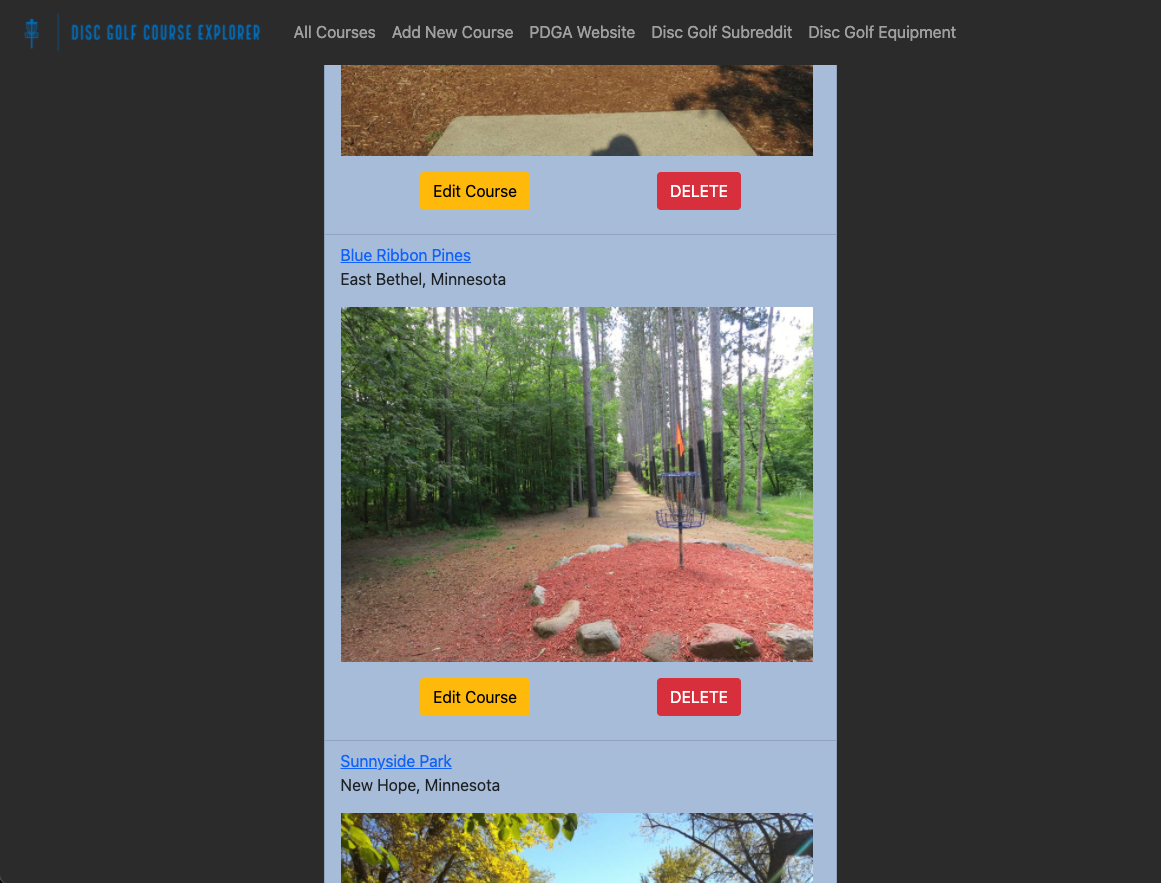 DISC GOLF COURSE EXPLORER
All Courses Add New Course PDGA Website Disc Golf Subreddit Disc Golf Equipment
Edit Course DELETE
Blue Ribbon Pines
East Bethel, Minnesota
Edit Course DELETE
Sunnyside Park
New Hope, Minnesota